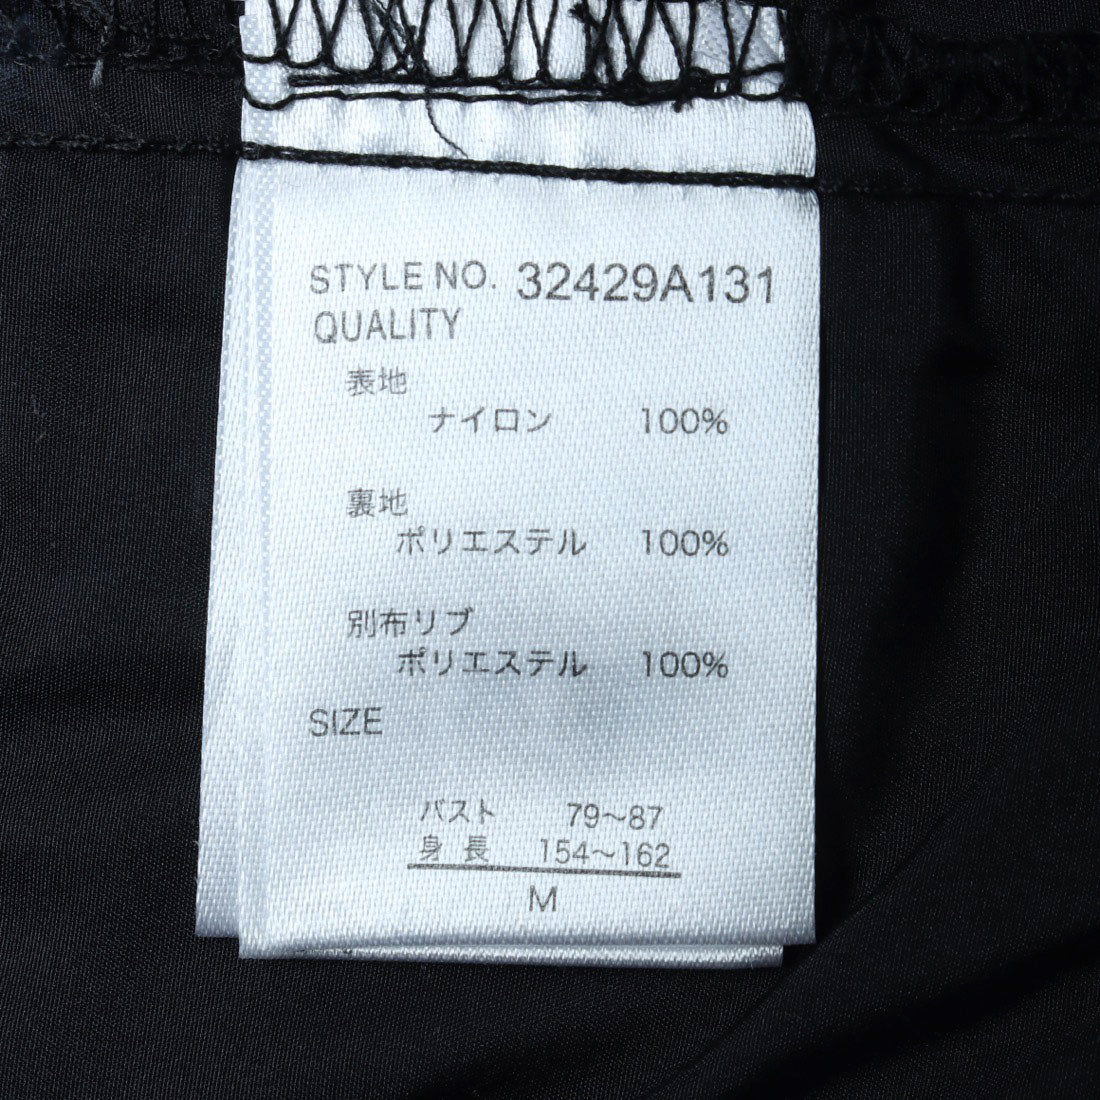 STYLE NO. 32429A131
QUALITY
表地
ナイロン 100%
裏地
ポリエステル 100%
別布リブ
ポリエステル 100%
SIZE
バスト 79〜87
身長 154〜162
M